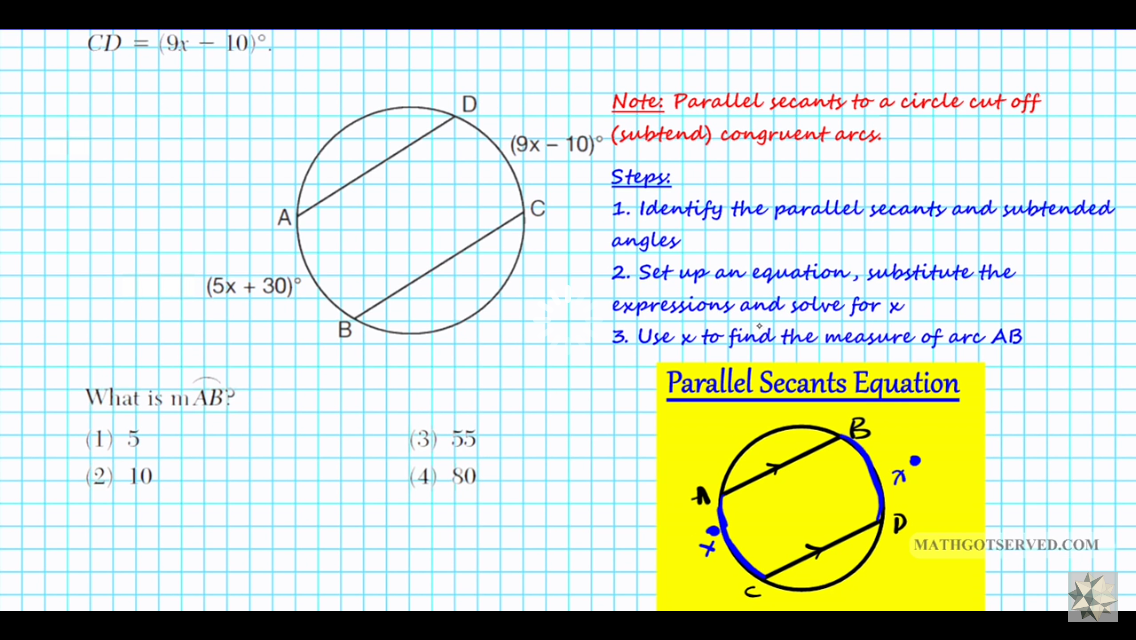 CD = (9x − 10)°.
D
(9x − 10)°
C
A
(5x + 30)°
B
What is mAB?
(1) 5
(3) 55
(2) 10
(4) 80
Note: Parallel secants to a circle cut off
(subtend) congruent arcs.
Steps:
1. Identify the parallel secants and subtended
angles
2. Set up an equation, substitute the
expressions and solve for x
3. Use x to find the measure of arc AB
Parallel Secants Equation
B
x°
A
D
x°
C
MATHGOTSERVED.COM